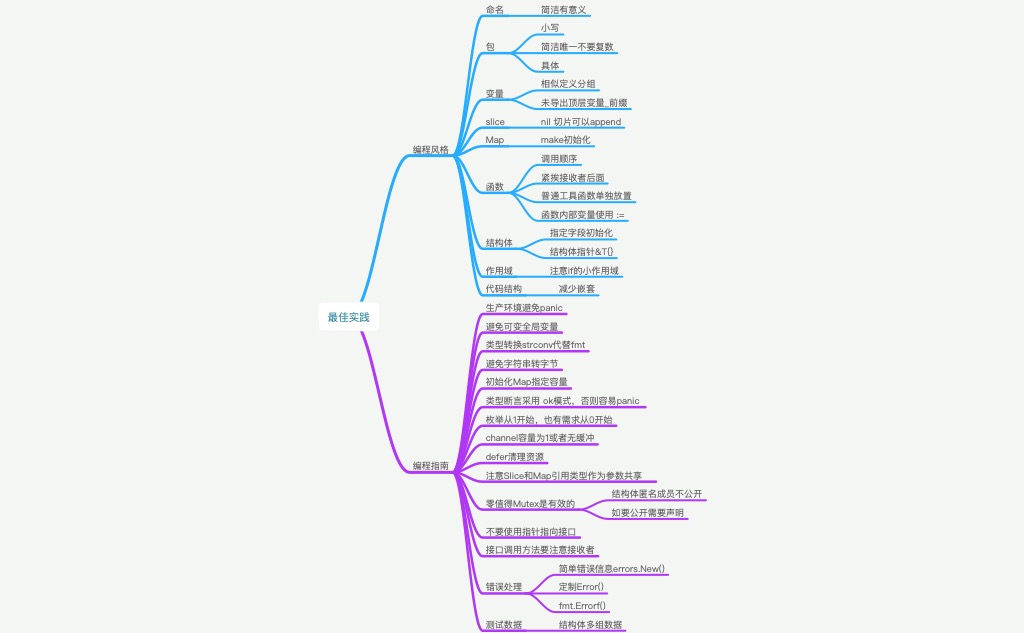 最佳实践
编程风格
命名
简洁有意义
包
小写
简洁唯一不要复数
具体
变量
相似定义分组
未导出顶层变量_前缀
slice
nil 切片可以append
Map
make初始化
函数
调用顺序
紧挨接收者后面
普通工具函数单独放置
函数内部变量使用 :=
结构体
指定字段初始化
结构体指针&T{}
作用域
注意if的小作用域
代码结构
减少嵌套
编程指南
生产环境避免panic
避免可变全局变量
类型转换strconv代替fmt
避免字符串转字节
初始化Map指定容量
类型断言采用 ok模式，否则容易panic
枚举从1开始，也有需求从0开始
channel容量为1或者无缓冲
defer清理资源
注意Slice和Map引用类型作为参数共享
零值得Mutex是有效的
结构体匿名成员不公开
如要公开需要声明
不要使用指针指向接口
接口调用方法要注意接收者
错误处理
简单错误信息errors.New()
定制Error()
fmt.Errorf()
测试数据
结构体多组数据